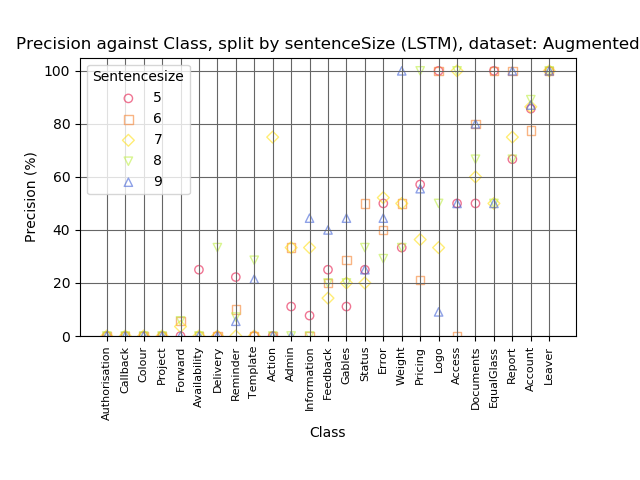 Precision against Class, split by sentenceSize (LSTM), dataset: Augmented
Precision (%)
100
80
60
40
20
0
Sentencesize
5
6
7
8
9
Authorisation
Callback
Colour
Project
Forward
Availability
Delivery
Reminder
Template
Action
Admin
Information
Feedback
Gables
Status
Error
Weight
Pricing
Logo
Access
Documents
EqualGlass
Report
Account
Leaver
Class